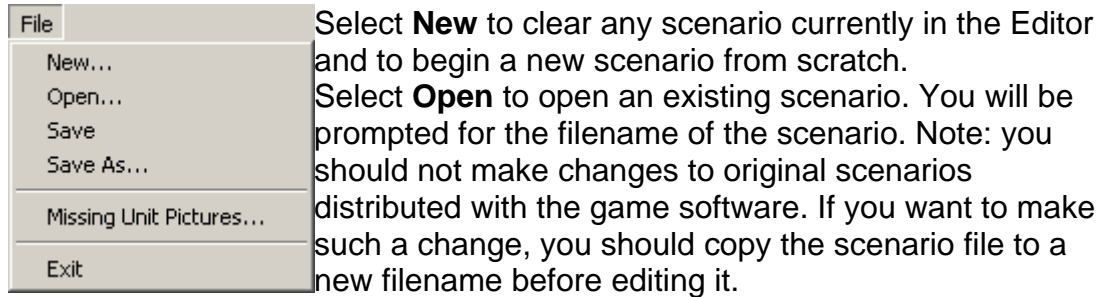 File
New...
Open...
Save
Save As...
Missing Unit Pictures...
Exit
Select New to clear any scenario currently in the Editor
and to begin a new scenario from scratch.
Select Open to open an existing scenario. You will be
prompted for the filename of the scenario. Note: you
should not make changes to original scenarios
distributed with the game software. If you want to make
such a change, you should copy the scenario file to a
new filename before editing it.